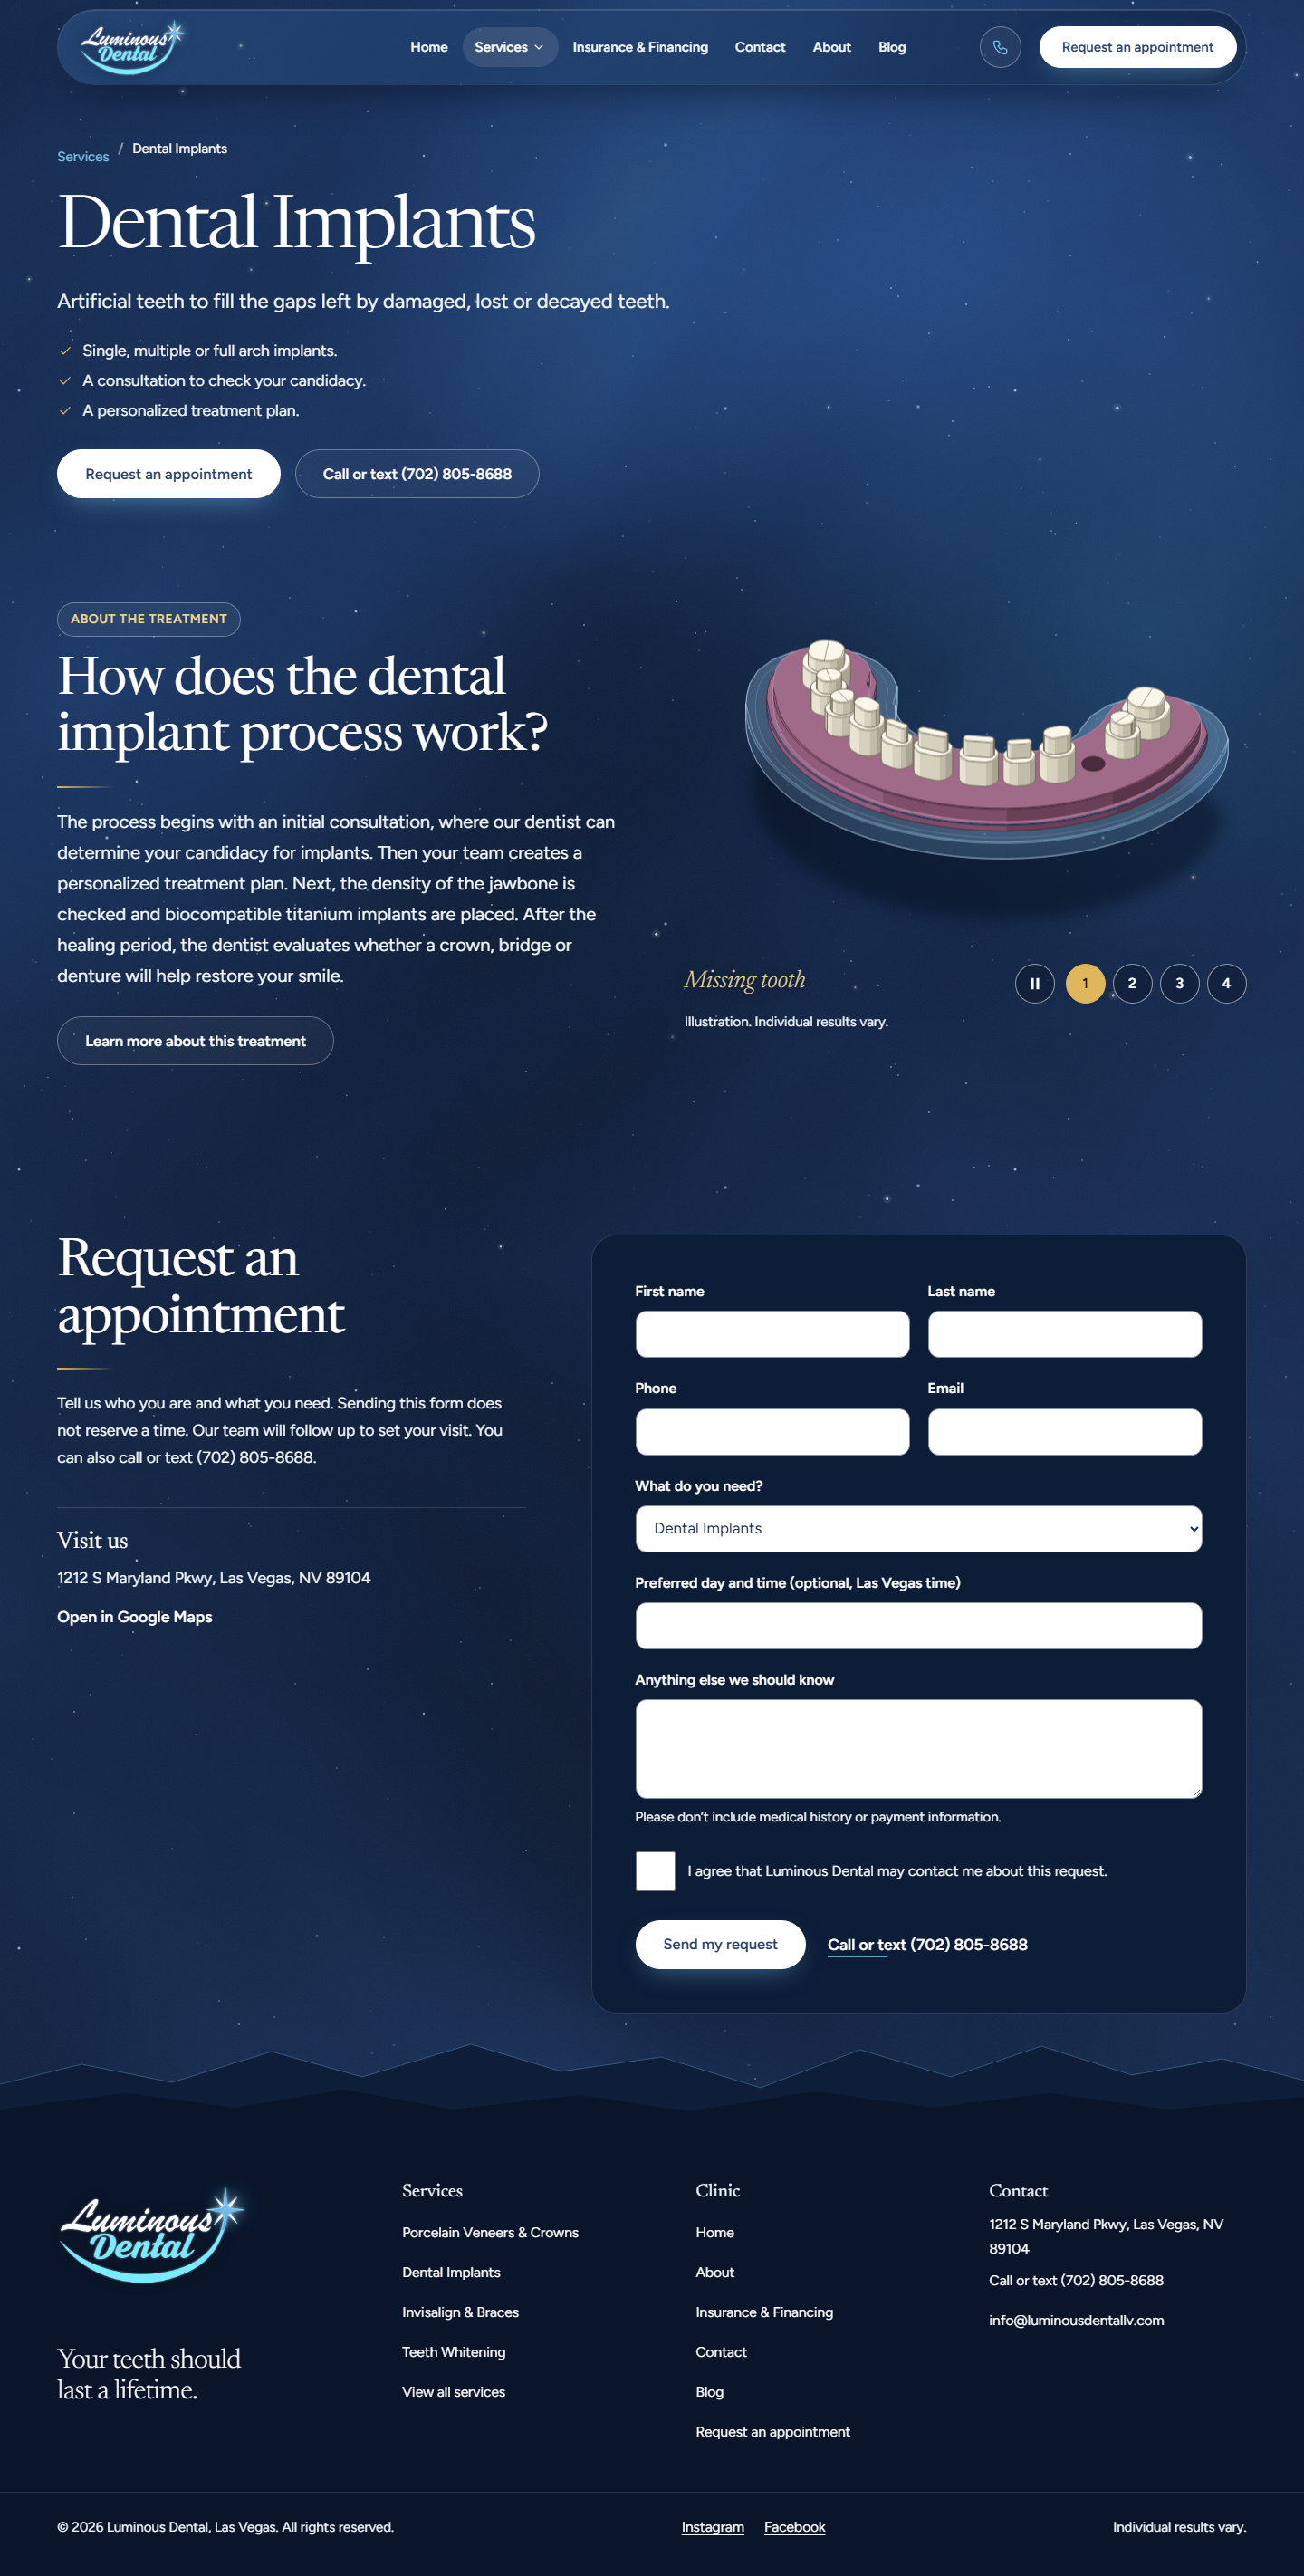 Luminous
Dental
Home
Services
Insurance & Financing
Contact
About
Blog
Request an appointment
Services / Dental Implants
Dental Implants
Artificial teeth to fill the gaps left by damaged, lost or decayed teeth.
Single, multiple or full arch implants.
A consultation to check your candidacy.
A personalized treatment plan.
Request an appointment
Call or text (702) 805-8688
ABOUT THE TREATMENT
How does the dental
implant process work?
The process begins with an initial consultation, where our dentist can
determine your candidacy for implants. Then your team creates a
personalized treatment plan. Next, the density of the jawbone is
checked and biocompatible titanium implants are placed. After the
healing period, the dentist evaluates whether a crown, bridge or
denture will help restore your smile.
Learn more about this treatment
Missing tooth
1
2
3
4
Illustration. Individual results vary.
Request an
appointment
Tell us who you are and what you need. Sending this form does
not reserve a time. Our team will follow up to set your visit. You
can also call or text (702) 805-8688.
Visit us
1212 S Maryland Pkwy, Las Vegas, NV 89104
Open in Google Maps
First name
Last name
Phone
Email
What do you need?
Dental Implants
Preferred day and time (optional, Las Vegas time)
Anything else we should know
Please don’t include medical history or payment information.
I agree that Luminous Dental may contact me about this request.
Send my request
Call or text (702) 805-8688
Luminous
Dental
Your teeth should
last a lifetime.
Services
Porcelain Veneers & Crowns
Dental Implants
Invisalign & Braces
Teeth Whitening
View all services
Clinic
Home
About
Insurance & Financing
Contact
Blog
Request an appointment
Contact
1212 S Maryland Pkwy, Las Vegas, NV
89104
Call or text (702) 805-8688
info@luminousdentallv.com
© 2026 Luminous Dental, Las Vegas. All rights reserved.
Instagram
Facebook
Individual results vary.